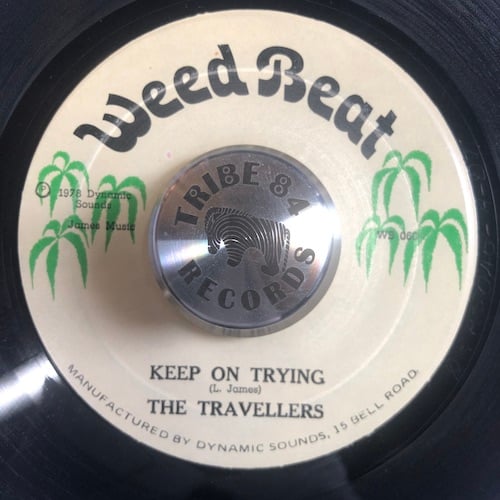 Weed Beat
℗ 1978 Dynamic
Sounds
James Music
TRIBE 84
RECORDS
KEEP ON TRYING
(L. James)
THE TRAVELLERS
MANUFACTURED BY DYNAMIC SOUNDS, 15 BELL ROAD.